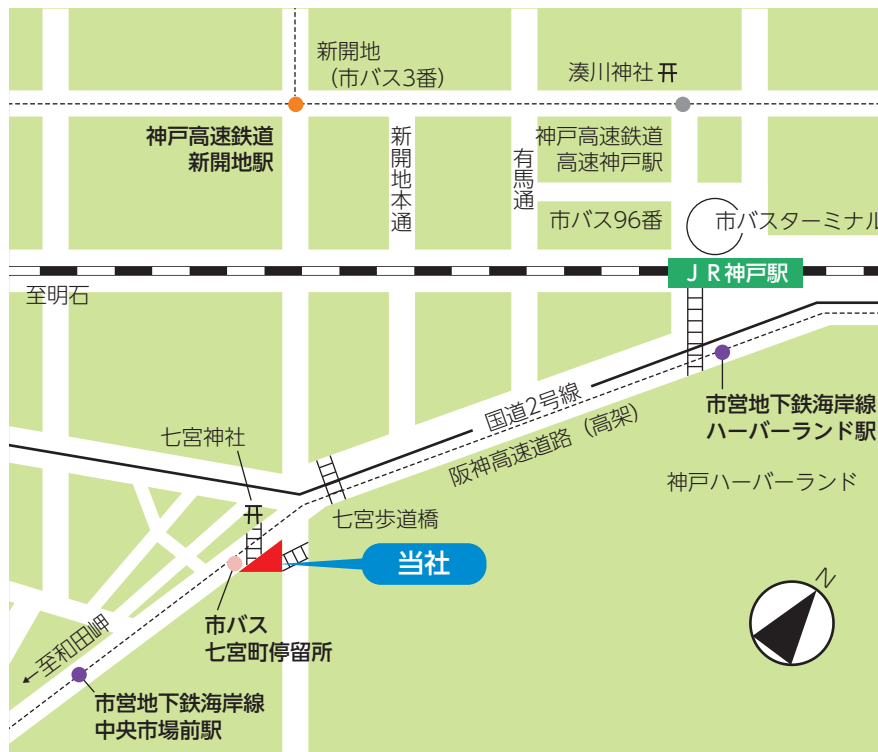 新開地
（市バス3番）
湊川神社
神戸高速鉄道
新開地駅
新開地本通
有馬通
神戸高速鉄道
高速神戸駅
市バス96番
市バスターミナル
ＪＲ神戸駅
至明石
国道2号線
阪神高速道路（高架）
市営地下鉄海岸線
ハーバーランド駅
神戸ハーバーランド
七宮神社
七宮歩道橋
当社
N
市バス
七宮町停留所
←至和田岬
市営地下鉄海岸線
中央市場前駅